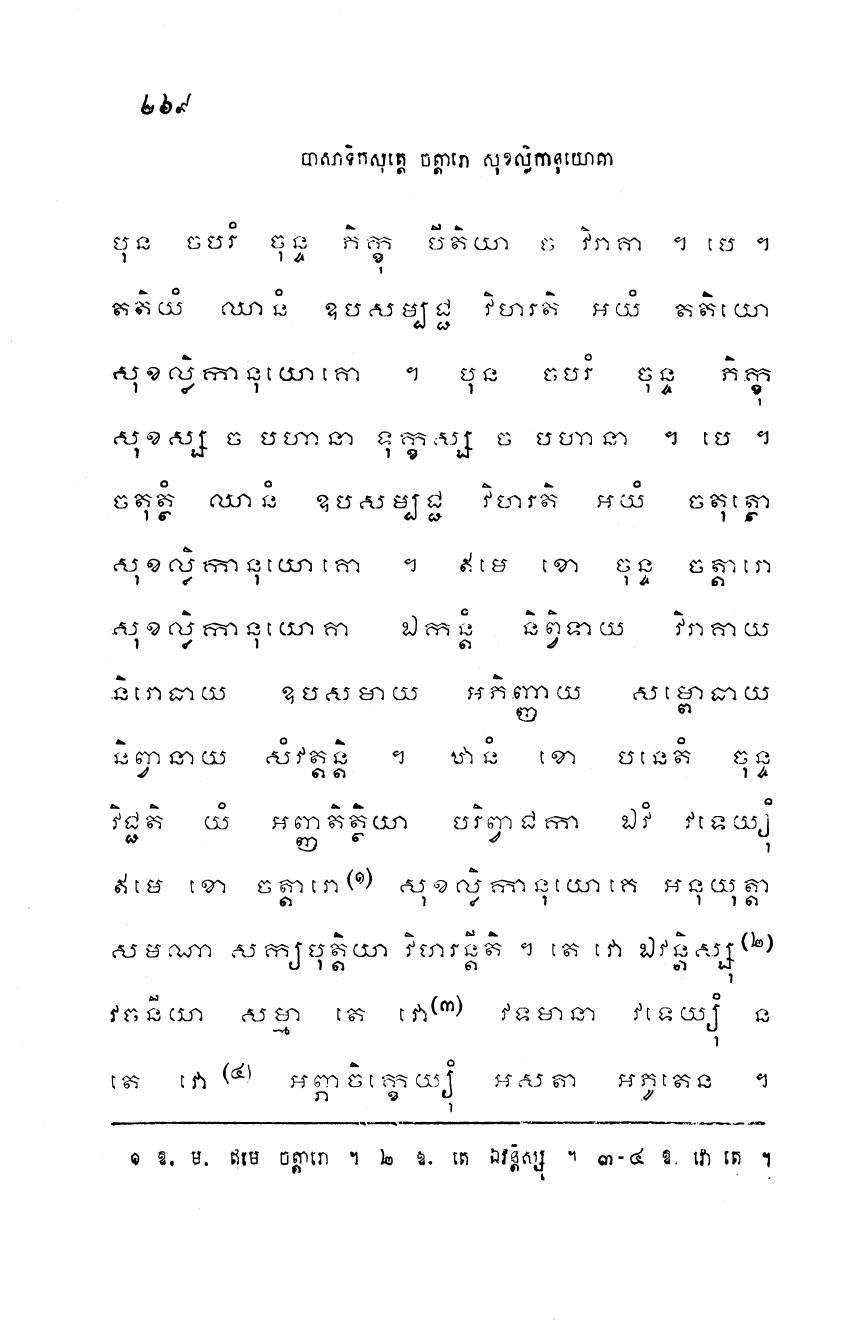 ២៦៩
បាសាទិកសុត្តេ ចត្តារោ សុខល្លិកានុយោគា
បុន ចបរំ ចុន្ទ ភិក្ខុ បីតិយា ច វិរាគា ។ បេ ។
តតិយំ ឈានំ ឧបសម្បជ្ជ វិហរតិ អយំ តតិយោ
សុខល្លិកានុយោគោ ។ បុន ចបរំ ចុន្ទ ភិក្ខុ
សុខស្ស ច បហានា ទុក្ខស្ស ច បហានា ។ បេ ។
ចតុត្ថំ ឈានំ ឧបសម្បជ្ជ វិហរតិ អយំ ចតុត្ថោ
សុខល្លិកានុយោគោ ។ ឥមេ ខោ ចុន្ទ ចត្តារោ
សុខល្លិកានុយោគា ឯកន្តំ និព្វិទាយ វិរាគាយ
និរោធាយ ឧបសមាយ អភិញ្ញាយ សម្ពោធាយ
និព្វានាយ សំវត្តន្តិ ។ ឋានំ ខោ បនេតំ ចុន្ទ
វិជ្ជតិ យំ អញ្ញតិត្ថិយា បរិព្វាជកា ឯវំ វទេយ្យុំ
ឥមេ ខោ ចត្តារោ(១) សុខល្លិកានុយោគេ អនុយុត្តា
សមណា សក្យបុត្តិយា វិហរន្តីតិ ។ តេ វោ ឯវន្តិស្សុ(២)
វចនីយា សម្មា តេ វោ(៣) វទមានា វទេយ្យុំ ន
តេ វោ(៤) អព្ភាចិក្ខេយ្យុំ អសតា អភូតេន ។
១ ឧ. ម. ឥមេ ចត្តារោ ។ ២ ឧ. តេ ឯវន្តិស្សុ ។ ៣-៤ ឧ. វោ តេ ។